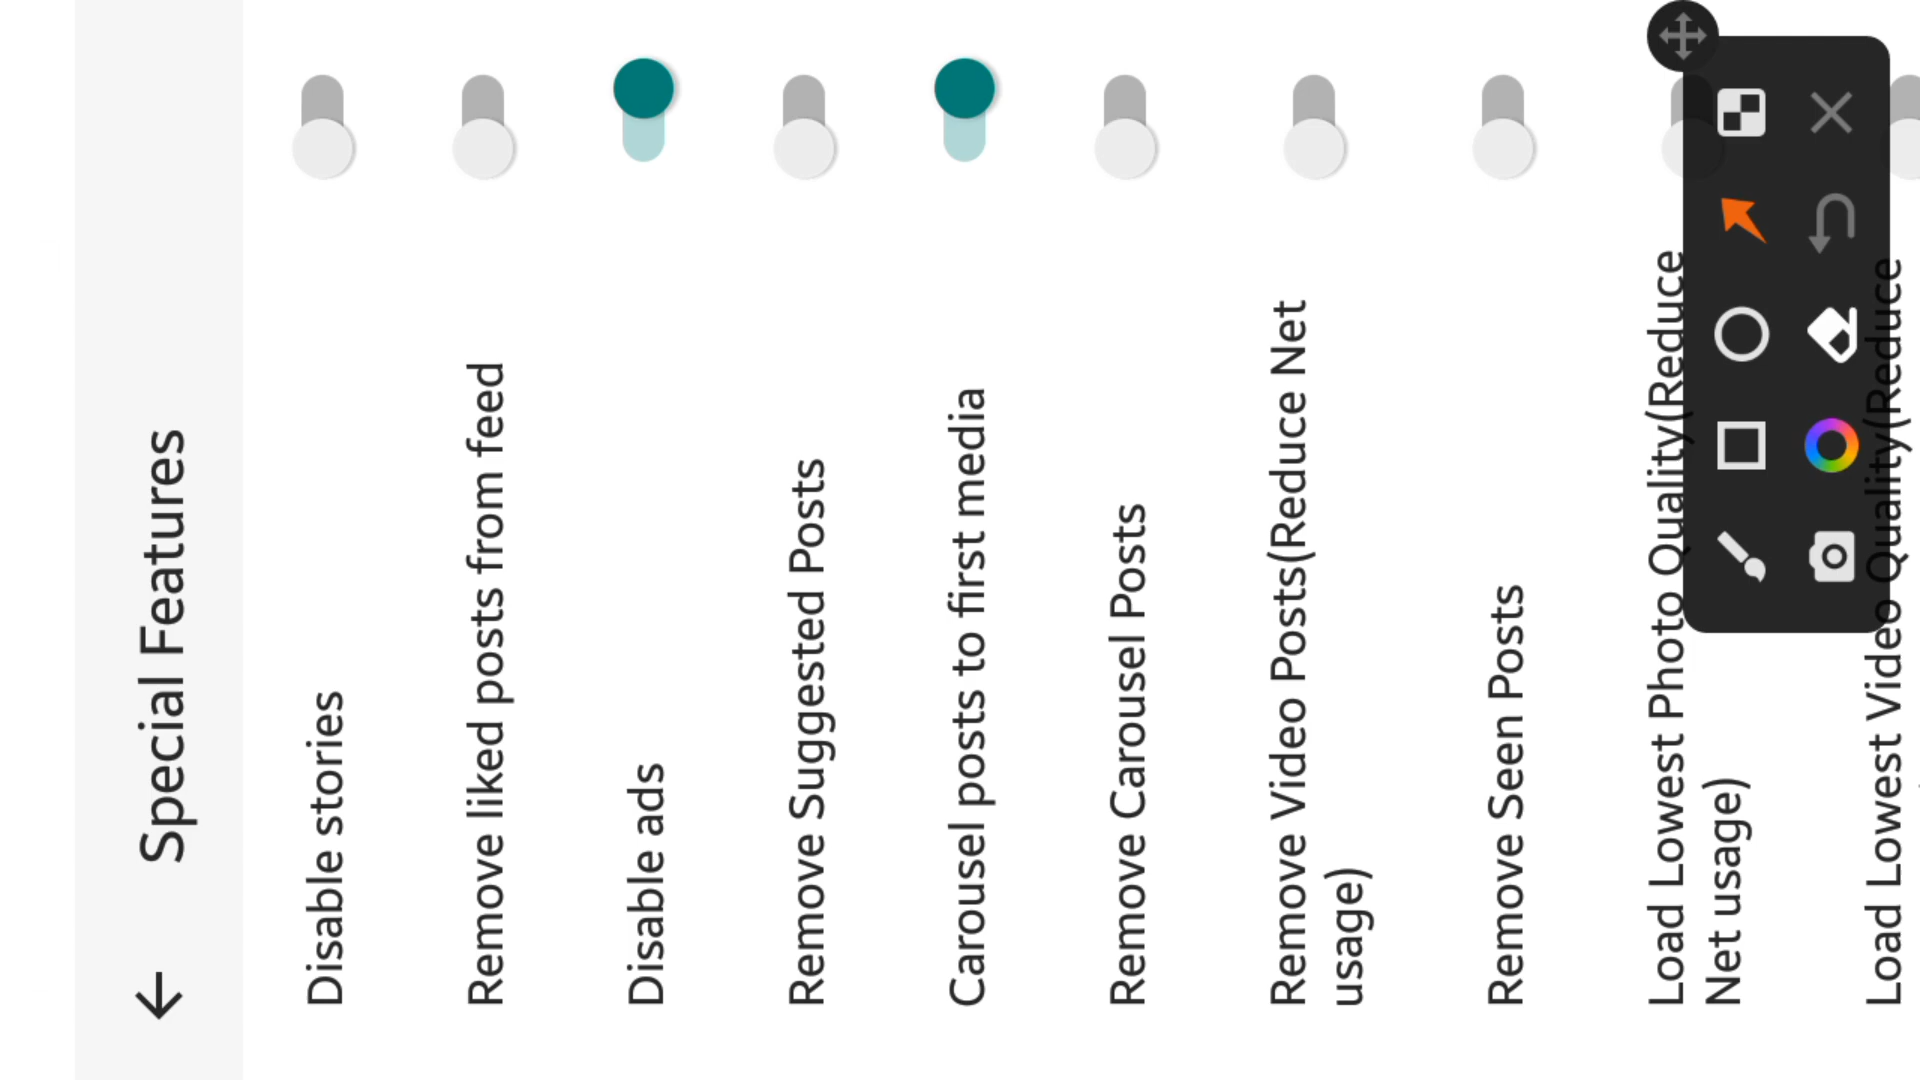 Special Features
Disable stories
Remove liked posts from feed
Disable ads
Remove Suggested Posts
Carousel posts to first media
Remove Carousel Posts
Remove Video Posts(Reduce Net
usage)
Remove Seen Posts
Load Lowest Photo Quality(Reduce
Net usage)
Load Lowest Video Quality(Reduce